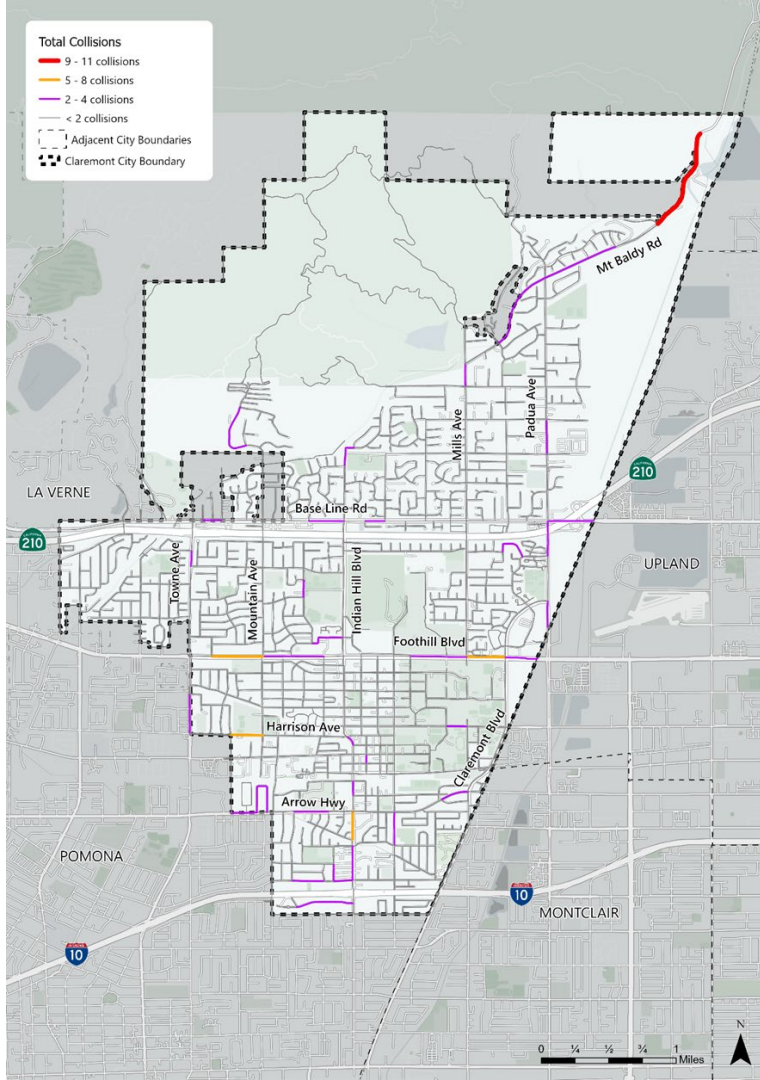 Total Collisions
9 - 11 collisions
5 - 8 collisions
2 - 4 collisions
< 2 collisions
Adjacent City Boundaries
Claremont City Boundary
Mt Baldy Rd
Mills Ave
Padua Ave
CALIFORNIA
210
LA VERNE
Base Line Rd
CALIFORNIA
210
Towne Ave
Mountain Ave
Indian Hill Blvd
UPLAND
Foothill Blvd
Harrison Ave
Claremont Blvd
Arrow Hwy
POMONA
10
MONTCLAIR
10
N
0 ¼ ½ ¾ 1
Miles